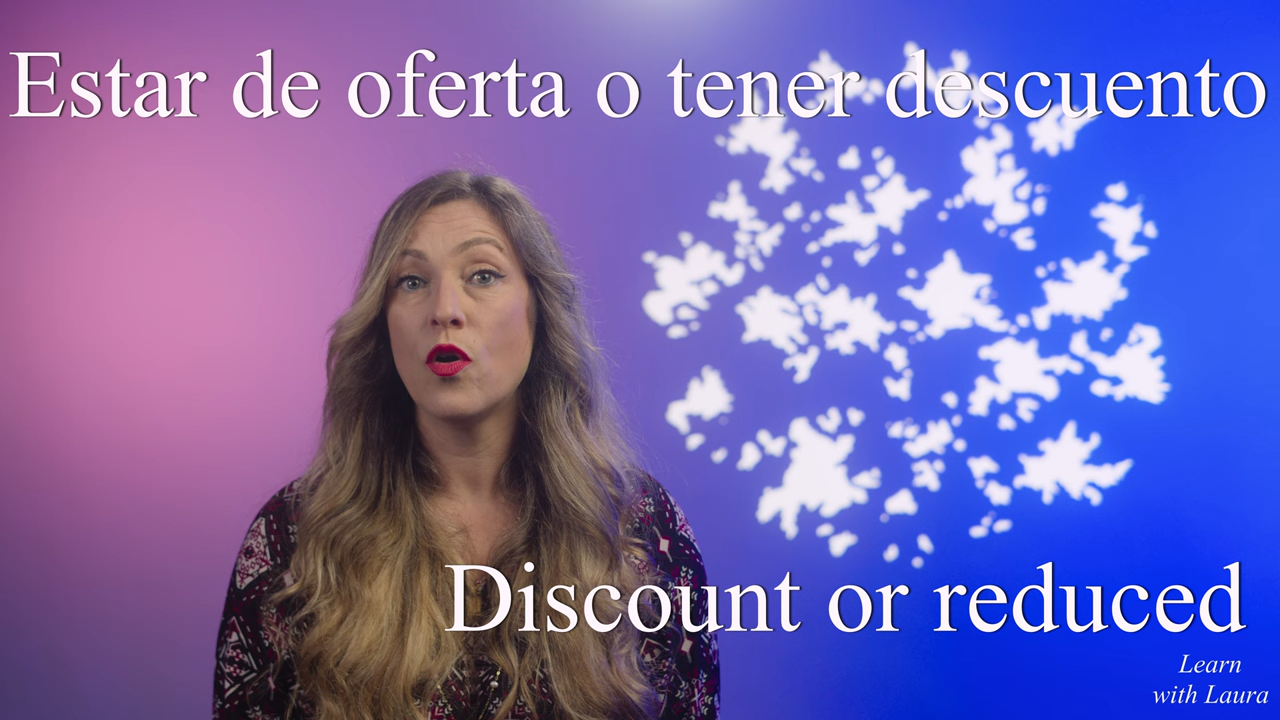 Estar de oferta o tener descuento
Discount or reduced
Learn
with Laura